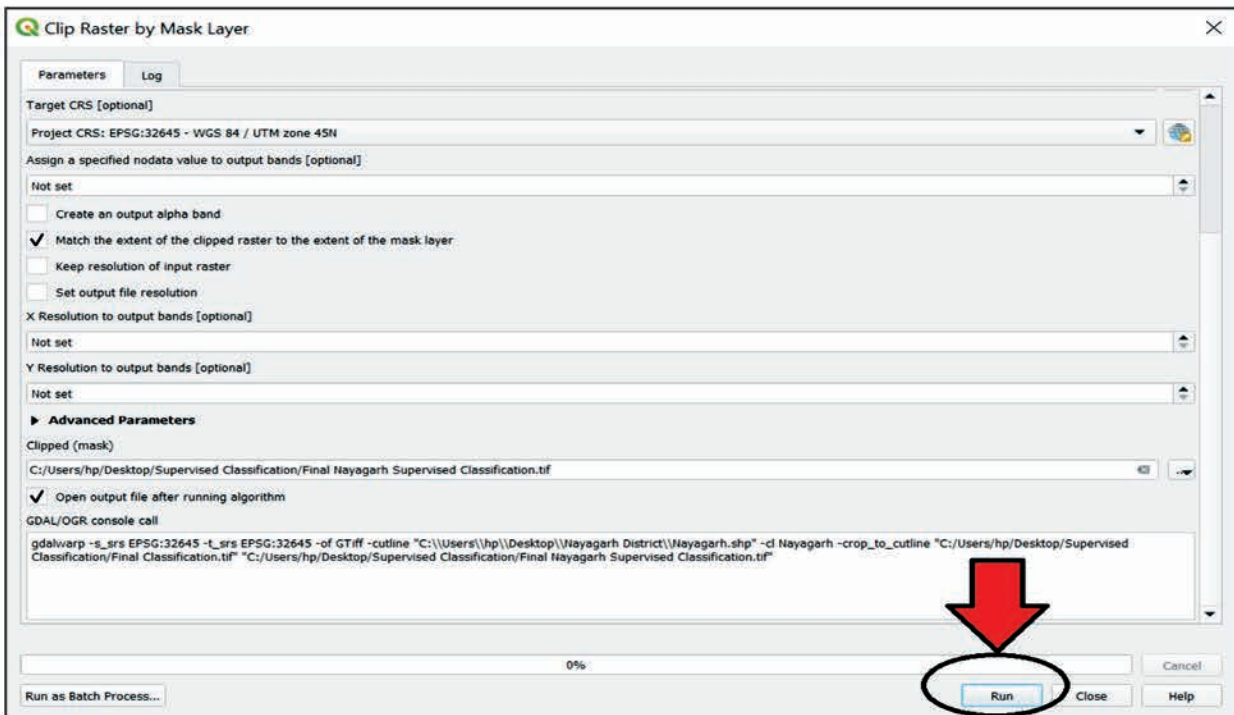 Clip Raster by Mask Layer
Parameters
Log
Target CRS [optional]
Project CRS: EPSG:32645 - WGS 84 / UTM zone 45N
Assign a specified nodata value to output bands [optional]
Not set
Create an output alpha band
Match the extent of the clipped raster to the extent of the mask layer
Keep resolution of input raster
Set output file resolution
X Resolution to output bands [optional]
Not set
Y Resolution to output bands [optional]
Not set
Advanced Parameters
Clipped (mask)
C:/Users/hp/Desktop/Supervised Classification/Final Nayagarh Supervised Classification.tif
Open output file after running algorithm
GDAL/OGR console call
gdalwarp -s_srs EPSG:32645 -t_srs EPSG:32645 -of GTiff -cutline "C:\\Users\\hp\\Desktop\\Nayagarh District\\Nayagarh.shp" -cl Nayagarh -crop_to_cutline "C:/Users/hp/Desktop/Supervised
Classification/Final Classification.tif" "C:/Users/hp/Desktop/Supervised Classification/Final Nayagarh Supervised Classification.tif"
0%
Cancel
Run as Batch Process...
Run
Close
Help